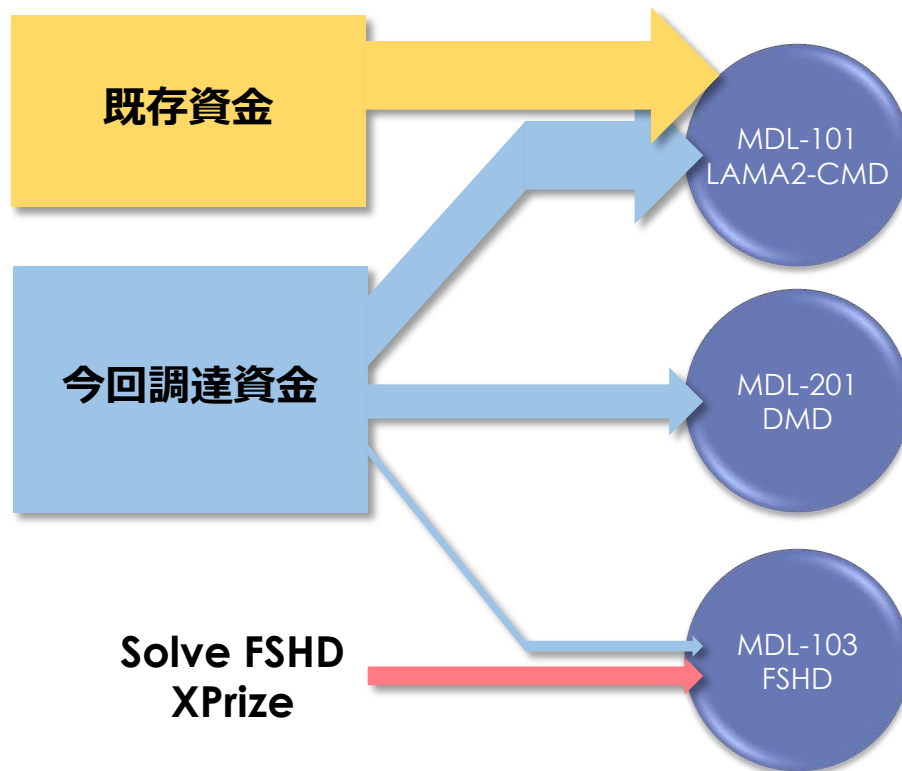 既存資金
MDL-101
LAMA2-CMD
今回調達資金
MDL-201
DMD
Solve FSHD
XPrize
MDL-103
FSHD